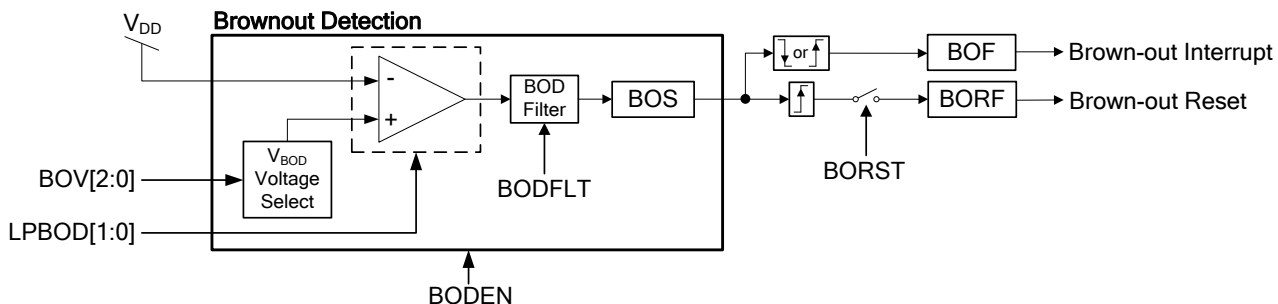 Brownout Detection
VDD
-
+
VBOD
Voltage
Select
BOD
Filter
BOS
or
BOF
Brown-out Interrupt
BORF
Brown-out Reset
BORST
BODFLT
BOV[2:0]
LPBOD[1:0]
BODEN